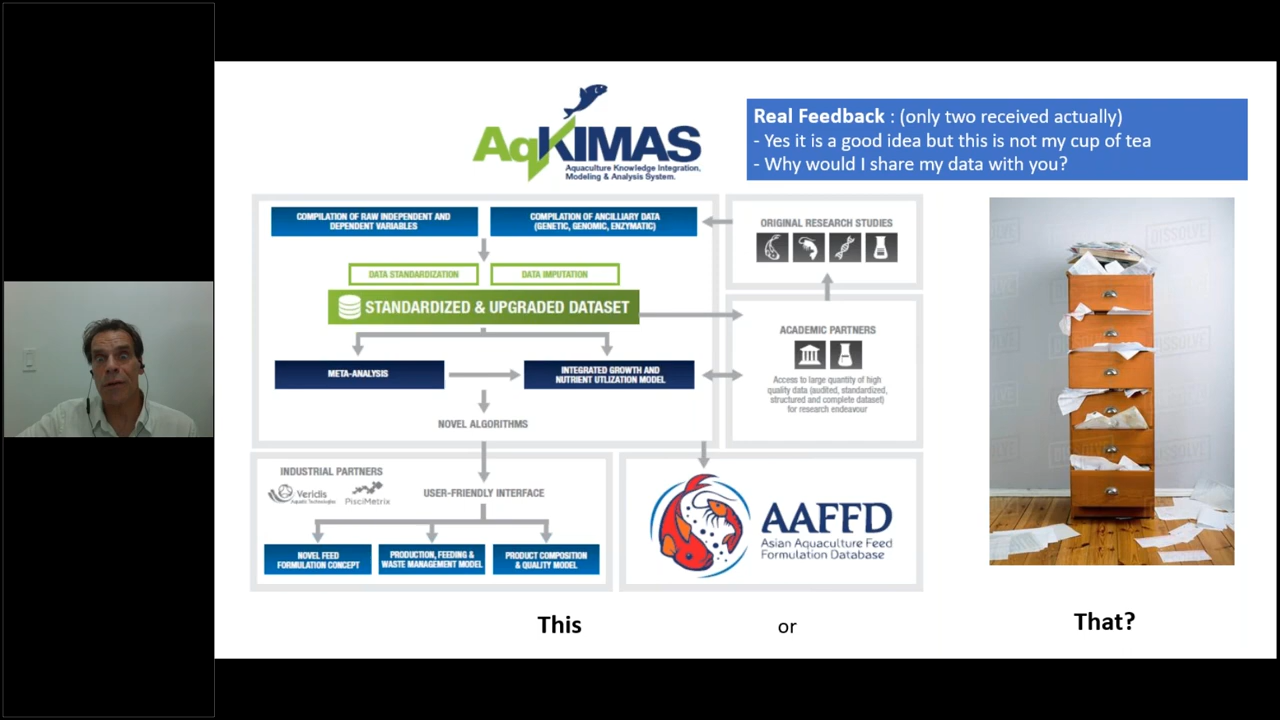 AqKIMAS
Aquaculture Knowledge Integration,
Modeling & Analysis System.
Real Feedback : (only two received actually)
- Yes it is a good idea but this is not my cup of tea
- Why would I share my data with you?
COMPILATION OF RAW INDEPENDENT AND
DEPENDENT VARIABLES
COMPILATION OF ANCILLIARY DATA
(GENETIC, GENOMIC, ENZYMATIC)
ORIGINAL RESEARCH STUDIES
DATA STANDARDIZATION
DATA IMPUTATION
STANDARDIZED & UPGRADED DATASET
ACADEMIC PARTNERS
META-ANALYSIS
INTEGRATED GROWTH AND
NUTRIENT UTLIZATION MODEL
Access to large quantity of high
quality data (audited, standardized,
structured and complete dataset)
for research endeavour
NOVEL ALGORITHMS
INDUSTRIAL PARTNERS
Veridis
Aquatic Technologies
PisciMetrix
USER-FRIENDLY INTERFACE
NOVEL FEED
FORMULATION CONCEPT
PRODUCTION, FEEDING &
WASTE MANAGEMENT MODEL
PRODUCT COMPOSITION
& QUALITY MODEL
AAFFD
Asian Aquaculture Feed
Formulation Database
DISSOLVE
This
or
That?